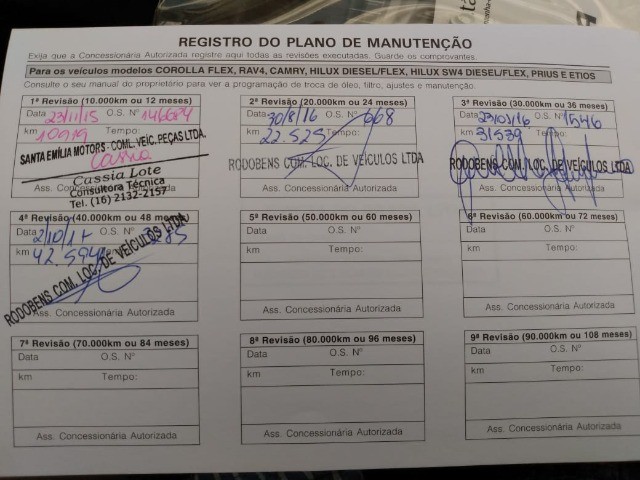 REGISTRO DO PLANO DE MANUTENÇÃO
Exija que a Concessionária Autorizada registre aqui todas as revisões executadas. Guarde os comprovantes.
Para os veículos modelos COROLLA FLEX, RAV4, CAMRY, HILUX DIESEL/FLEX, HILUX SW4 DIESEL/FLEX, PRIUS E ETIOS
Consulte o seu manual do proprietário para ver a programação de troca de óleo, filtro, ajustes e manutenção.
1ª Revisão (10.000km ou 12 meses)
Data 23/11/15 O.S. Nº
km 10919 Tempo:
SANTA EMÍLIA MOTORS - COML. VEIC. PEÇAS LTDA.
Cassia
Cassia Lote
Consultora Técnica
Tel. (16) 2132-2157
Ass. Concessionária
2ª Revisão (20.000km ou 24 meses)
Data 30/8/16 O.S. Nº 668
km 22.525 Tempo:
RODOBENS COM. LOC. DE VEÍCULOS LTDA
Ass. Concessionária Autorizada
3ª Revisão (30.000km ou 36 meses)
Data O.S. Nº 1546
km 31539 Tempo:
RODOBENS COM. LOC. DE VEÍCULOS LTDA
Ass. Concessionária Autorizada
4ª Revisão (40.000km ou 48 meses)
Data 2/10/17 O.S. Nº
km 42.594
RODOBENS COM. LOC. DE VEÍCULOS LTDA
Ass. Concessionária Autorizada
5ª Revisão (50.000km ou 60 meses)
Data O.S. Nº
km Tempo:
Ass. Concessionária Autorizada
6ª Revisão (60.000km ou 72 meses)
Data O.S. Nº
km Tempo:
Ass. Concessionária Autorizada
7ª Revisão (70.000km ou 84 meses)
Data O.S. Nº
km Tempo:
Ass. Concessionária Autorizada
8ª Revisão (80.000km ou 96 meses)
Data O.S. Nº
km Tempo:
Ass. Concessionária Autorizada
9ª Revisão (90.000km ou 108 meses)
Data O.S. Nº
km Tempo:
Ass. Concessionária Autorizada